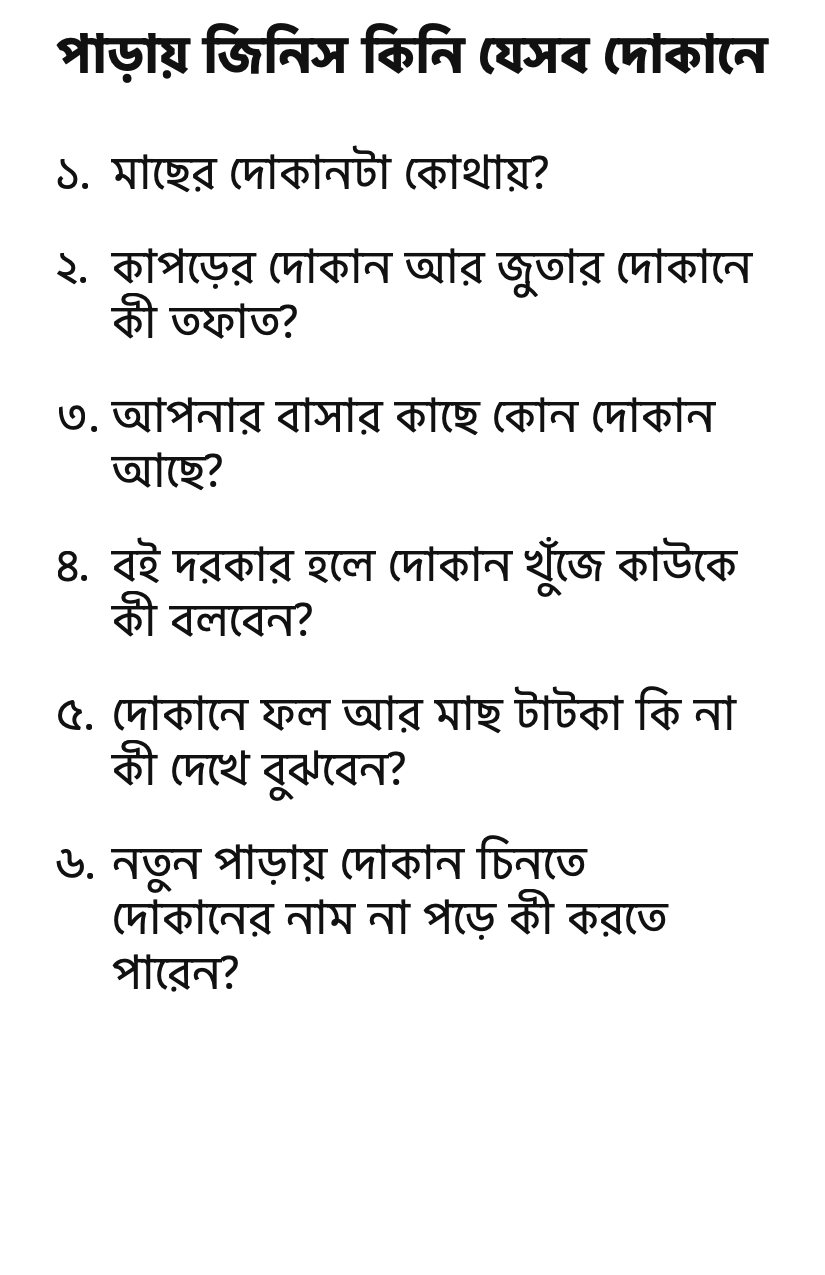 পাড়ায় জিনিস কিনি যেসব দোকানে
১. মাছের দোকানটা কোথায়?
২. কাপড়ের দোকান আর জুতার দোকানে
কী তফাত?
৩. আপনার বাসার কাছে কোন দোকান
আছে?
৪. বই দরকার হলে দোকান খুঁজে কাউকে
কী বলবেন?
৫. দোকানে ফল আর মাছ টাটকা কি না
কী দেখে বুঝবেন?
৬. নতুন পাড়ায় দোকান চিনতে
দোকানের নাম না পড়ে কী করতে
পারেন?